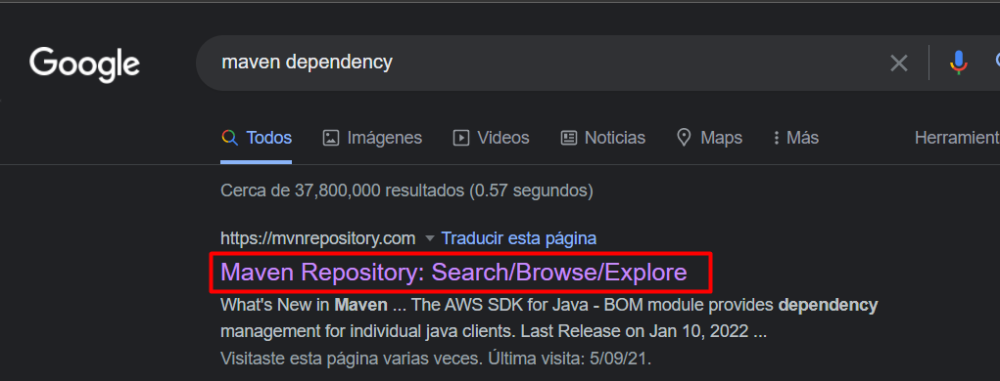 Google
maven dependency
Todos Imágenes Videos Noticias Maps Más Herramient
Cerca de 37,800,000 resultados (0.57 segundos)
https://mvnrepository.com Traducir esta página
Maven Repository: Search/Browse/Explore
What's New in Maven ... The AWS SDK for Java - BOM module provides dependency
management for individual java clients. Last Release on Jan 10, 2022 ...
Visitaste esta página varias veces. Última visita: 5/09/21.